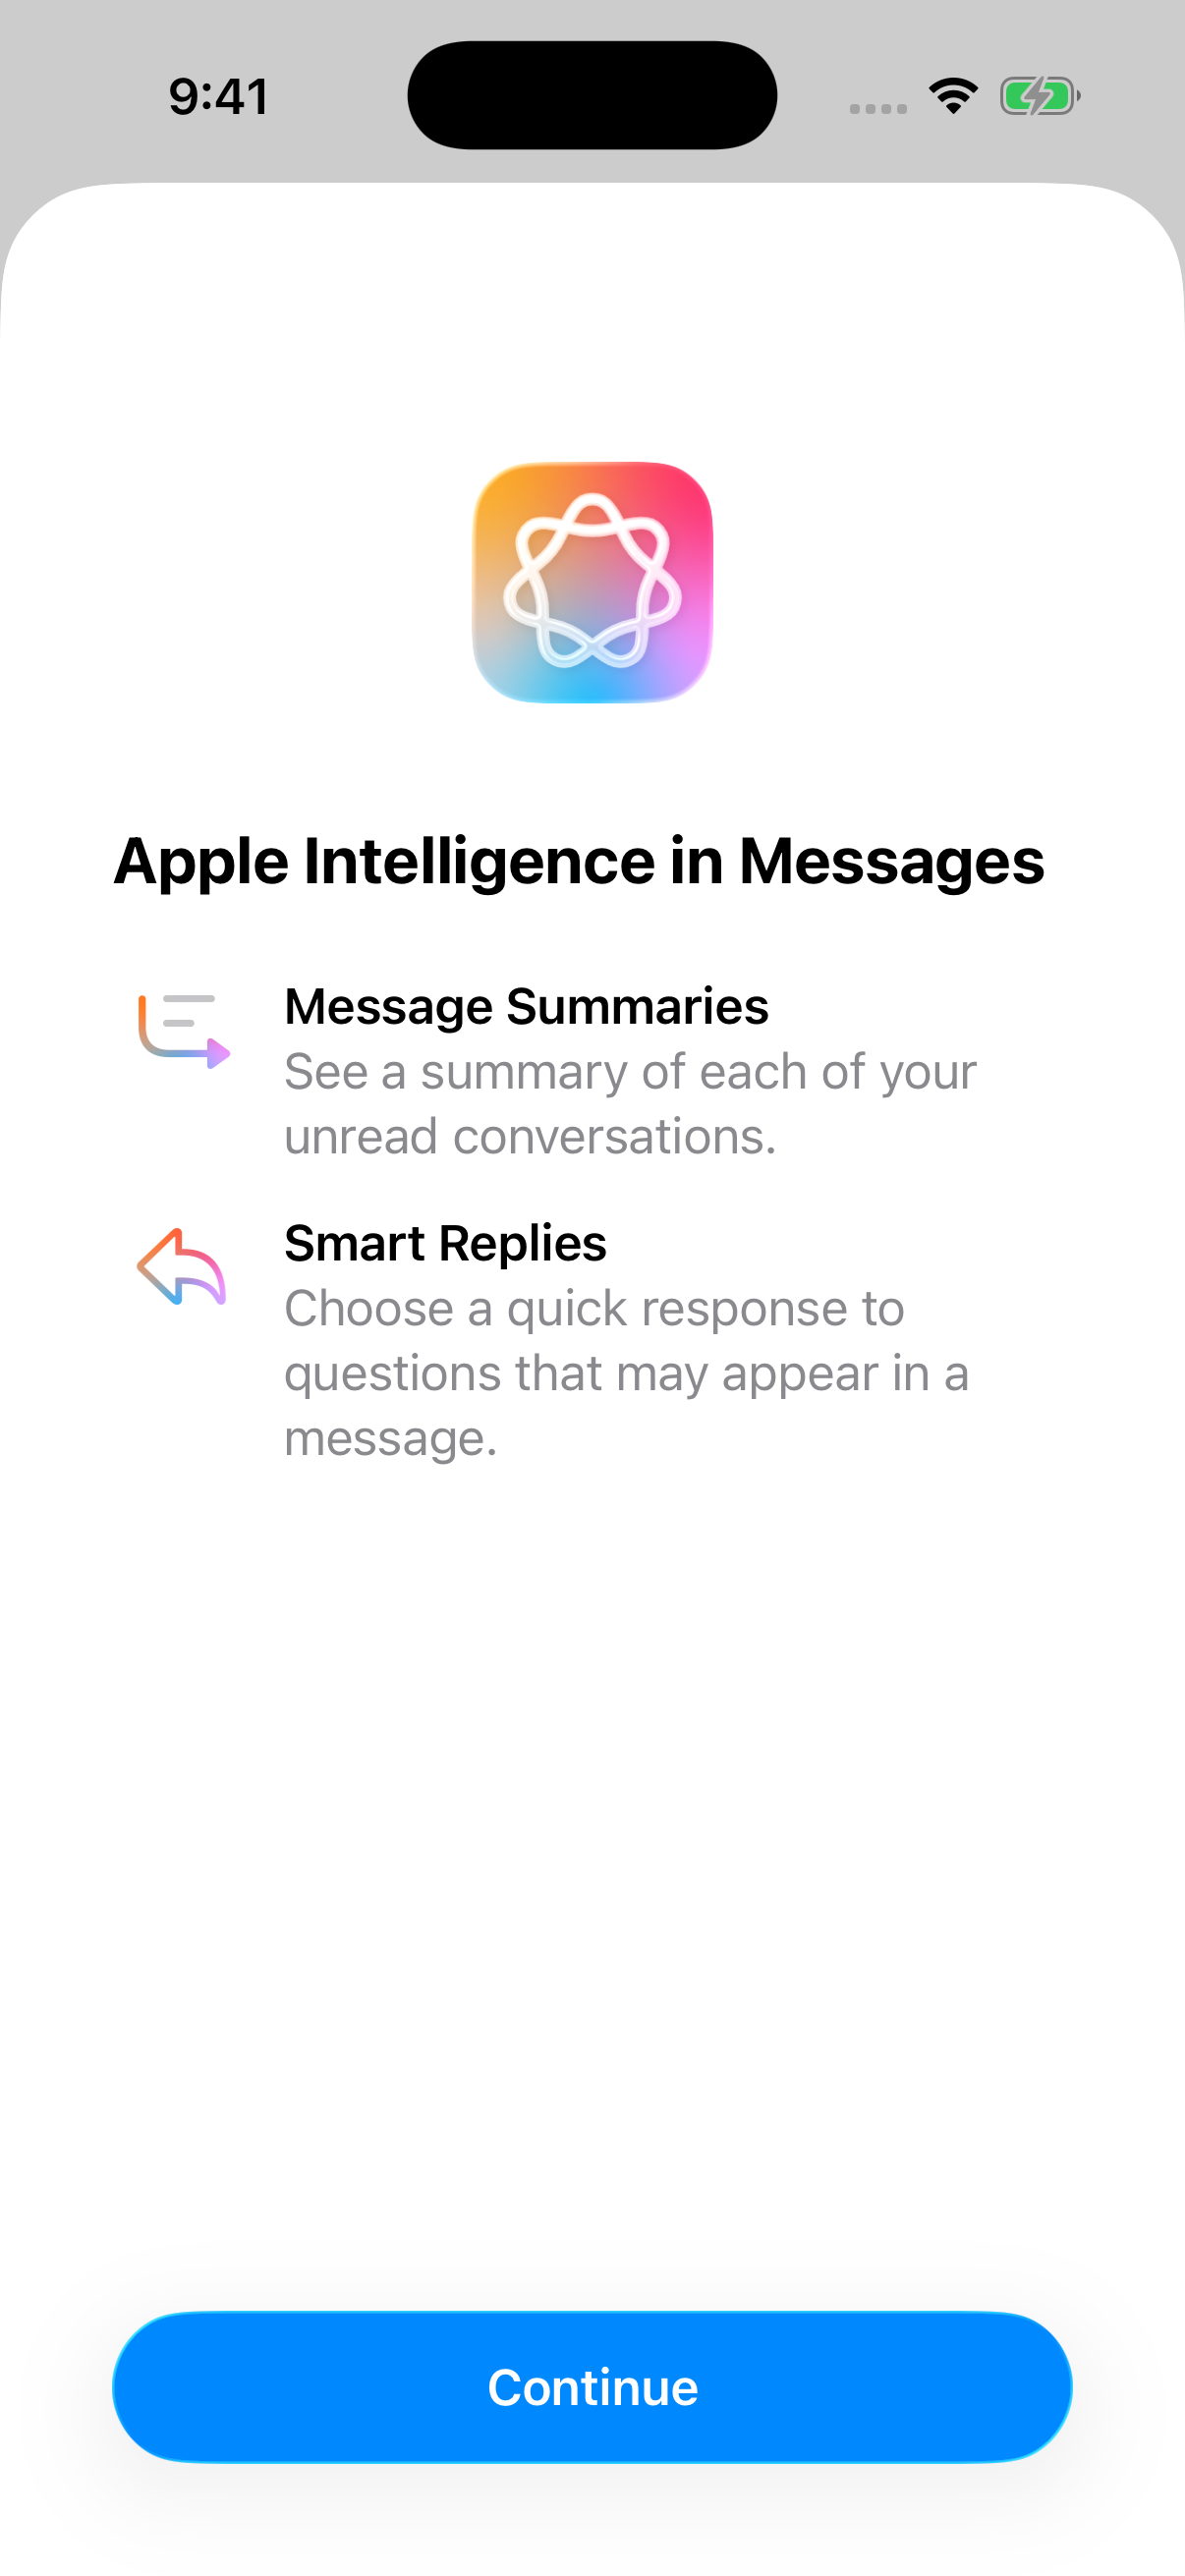 9:41
Apple Intelligence in Messages
Message Summaries
See a summary of each of your
unread conversations.
Smart Replies
Choose a quick response to
questions that may appear in a
message.
Continue